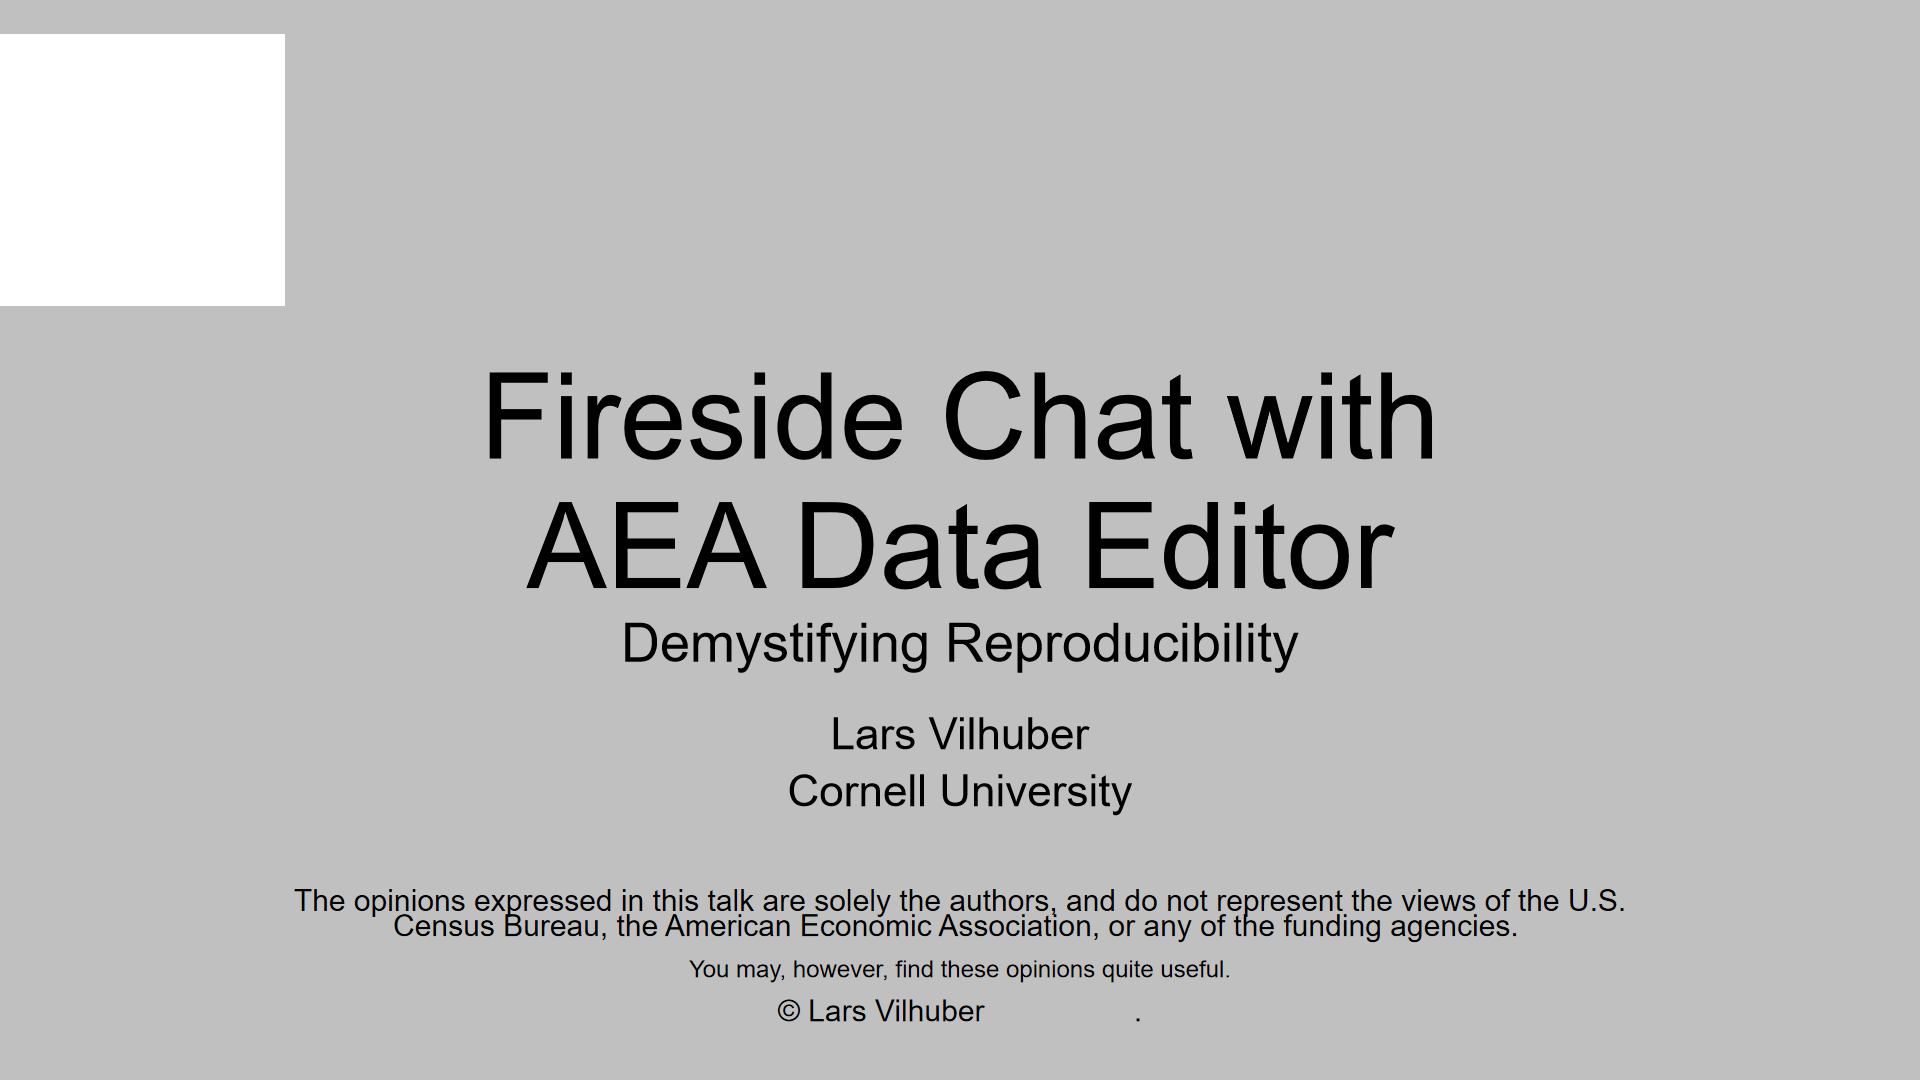 Fireside Chat with
AEA Data Editor
Demystifying Reproducibility
Lars Vilhuber
Cornell University
The opinions expressed in this talk are solely the authors, and do not represent the views of the U.S.
Census Bureau, the American Economic Association, or any of the funding agencies.
You may, however, find these opinions quite useful.
© Lars Vilhuber .